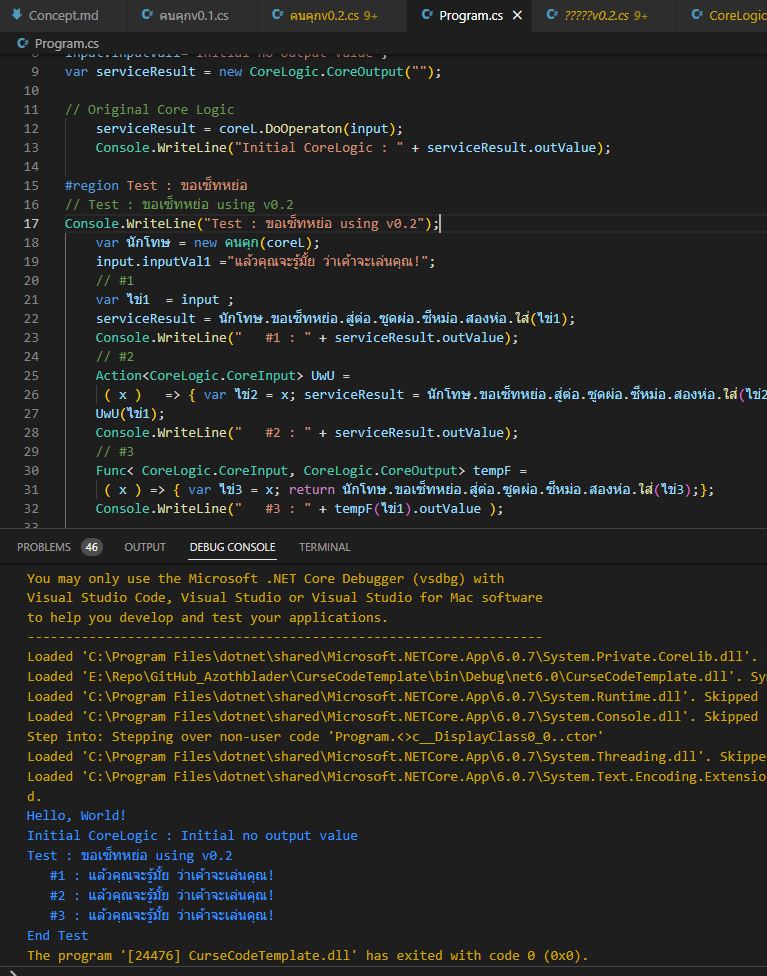 Concept.md คนคุกv0.1.cs คนคุกv0.2.cs 9+ Program.cs ?????v0.2.cs 9+ CoreLogic
Program.cs
9 var serviceResult = new CoreLogic.CoreOutput("");
10
11 // Original Core Logic
12 serviceResult = coreL.DoOperaton(input);
13 Console.WriteLine("Initial CoreLogic : " + serviceResult.outValue);
14
15 #region Test : ขอเซ็ทหย่อ
16 // Test : ขอเซ็ทหย่อ using v0.2
17 Console.WriteLine("Test : ขอเซ็ทหย่อ using v0.2");
18 var นักโทษ = new คนคุก(coreL);
19 input.inputVal1 ="แล้วคุณจะรู้มั้ย ว่าเค้าจะเล่นคุณ!";
20 // #1
21 var ไข่1 = input ;
22 serviceResult = นักโทษ.ขอเซ็ทหย่อ.สู่ต่อ.ซูดผ่อ.ซีหม่อ.สองห่อ.ใส่(ไข่1);
23 Console.WriteLine(" #1 : " + serviceResult.outValue);
24 // #2
25 Action<CoreLogic.CoreInput> UwU =
26 ( x ) => { var ไข่2 = x; serviceResult = นักโทษ.ขอเซ็ทหย่อ.สู่ต่อ.ซูดผ่อ.ซีหม่อ.สองห่อ.ใส่(ไข่2
27 UwU(ไข่1);
28 Console.WriteLine(" #2 : " + serviceResult.outValue);
29 // #3
30 Func< CoreLogic.CoreInput, CoreLogic.CoreOutput> tempF =
31 ( x ) => { var ไข่3 = x; return นักโทษ.ขอเซ็ทหย่อ.สู่ต่อ.ซูดผ่อ.ซีหม่อ.สองห่อ.ใส่(ไข่3);};
32 Console.WriteLine(" #3 : " + tempF(ไข่1).outValue );
PROBLEMS 46 OUTPUT DEBUG CONSOLE TERMINAL
You may only use the Microsoft .NET Core Debugger (vsdbg) with
Visual Studio Code, Visual Studio or Visual Studio for Mac software
to help you develop and test your applications.
-------------------------------------------------------------------
Loaded 'C:\Program Files\dotnet\shared\Microsoft.NETCore.App\6.0.7\System.Private.CoreLib.dll'.
Loaded 'E:\Repo\GitHub_Azothblader\CurseCodeTemplate\bin\Debug\net6.0\CurseCodeTemplate.dll'. Sy
Loaded 'C:\Program Files\dotnet\shared\Microsoft.NETCore.App\6.0.7\System.Runtime.dll'. Skipped
Loaded 'C:\Program Files\dotnet\shared\Microsoft.NETCore.App\6.0.7\System.Console.dll'. Skipped
Step into: Stepping over non-user code 'Program.<>c__DisplayClass0_0..ctor'
Loaded 'C:\Program Files\dotnet\shared\Microsoft.NETCore.App\6.0.7\System.Threading.dll'. Skippe
Loaded 'C:\Program Files\dotnet\shared\Microsoft.NETCore.App\6.0.7\System.Text.Encoding.Extensio
d.
Hello, World!
Initial CoreLogic : Initial no output value
Test : ขอเซ็ทหย่อ using v0.2
#1 : แล้วคุณจะรู้มั้ย ว่าเค้าจะเล่นคุณ!
#2 : แล้วคุณจะรู้มั้ย ว่าเค้าจะเล่นคุณ!
#3 : แล้วคุณจะรู้มั้ย ว่าเค้าจะเล่นคุณ!
End Test
The program '[24476] CurseCodeTemplate.dll' has exited with code 0 (0x0).